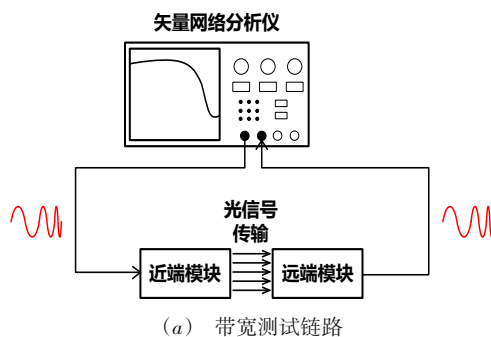 矢量网络分析仪
光信号
传输
近端模块
远端模块
(a) 带宽测试链路